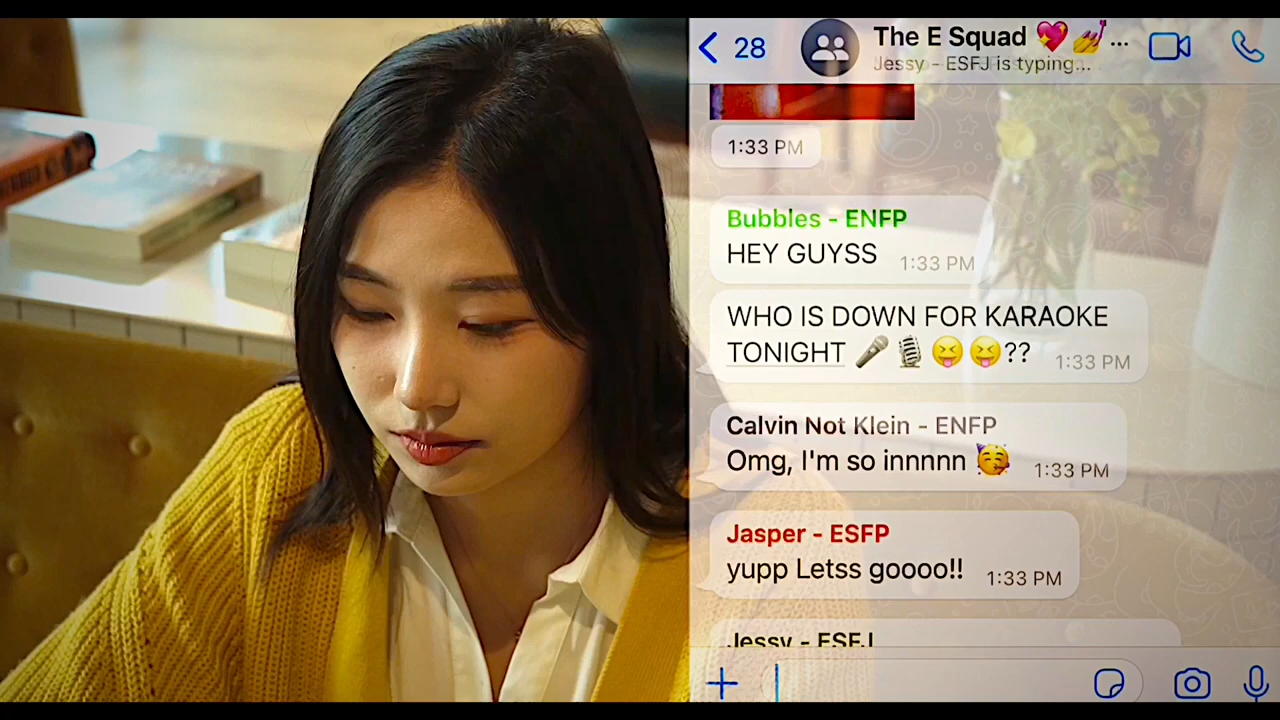 28
The E Squad 💖💅...
Jessy - ESFJ is typing...
1:33 PM
Bubbles - ENFP
HEY GUYSS 1:33 PM
WHO IS DOWN FOR KARAOKE
TONIGHT 🎤🎙️😝😝?? 1:33 PM
Calvin Not Klein - ENFP
Omg, I'm so innnnn 🥳 1:33 PM
Jasper - ESFP
yupp Letss goooo!! 1:33 PM
Jessy - ESFJ